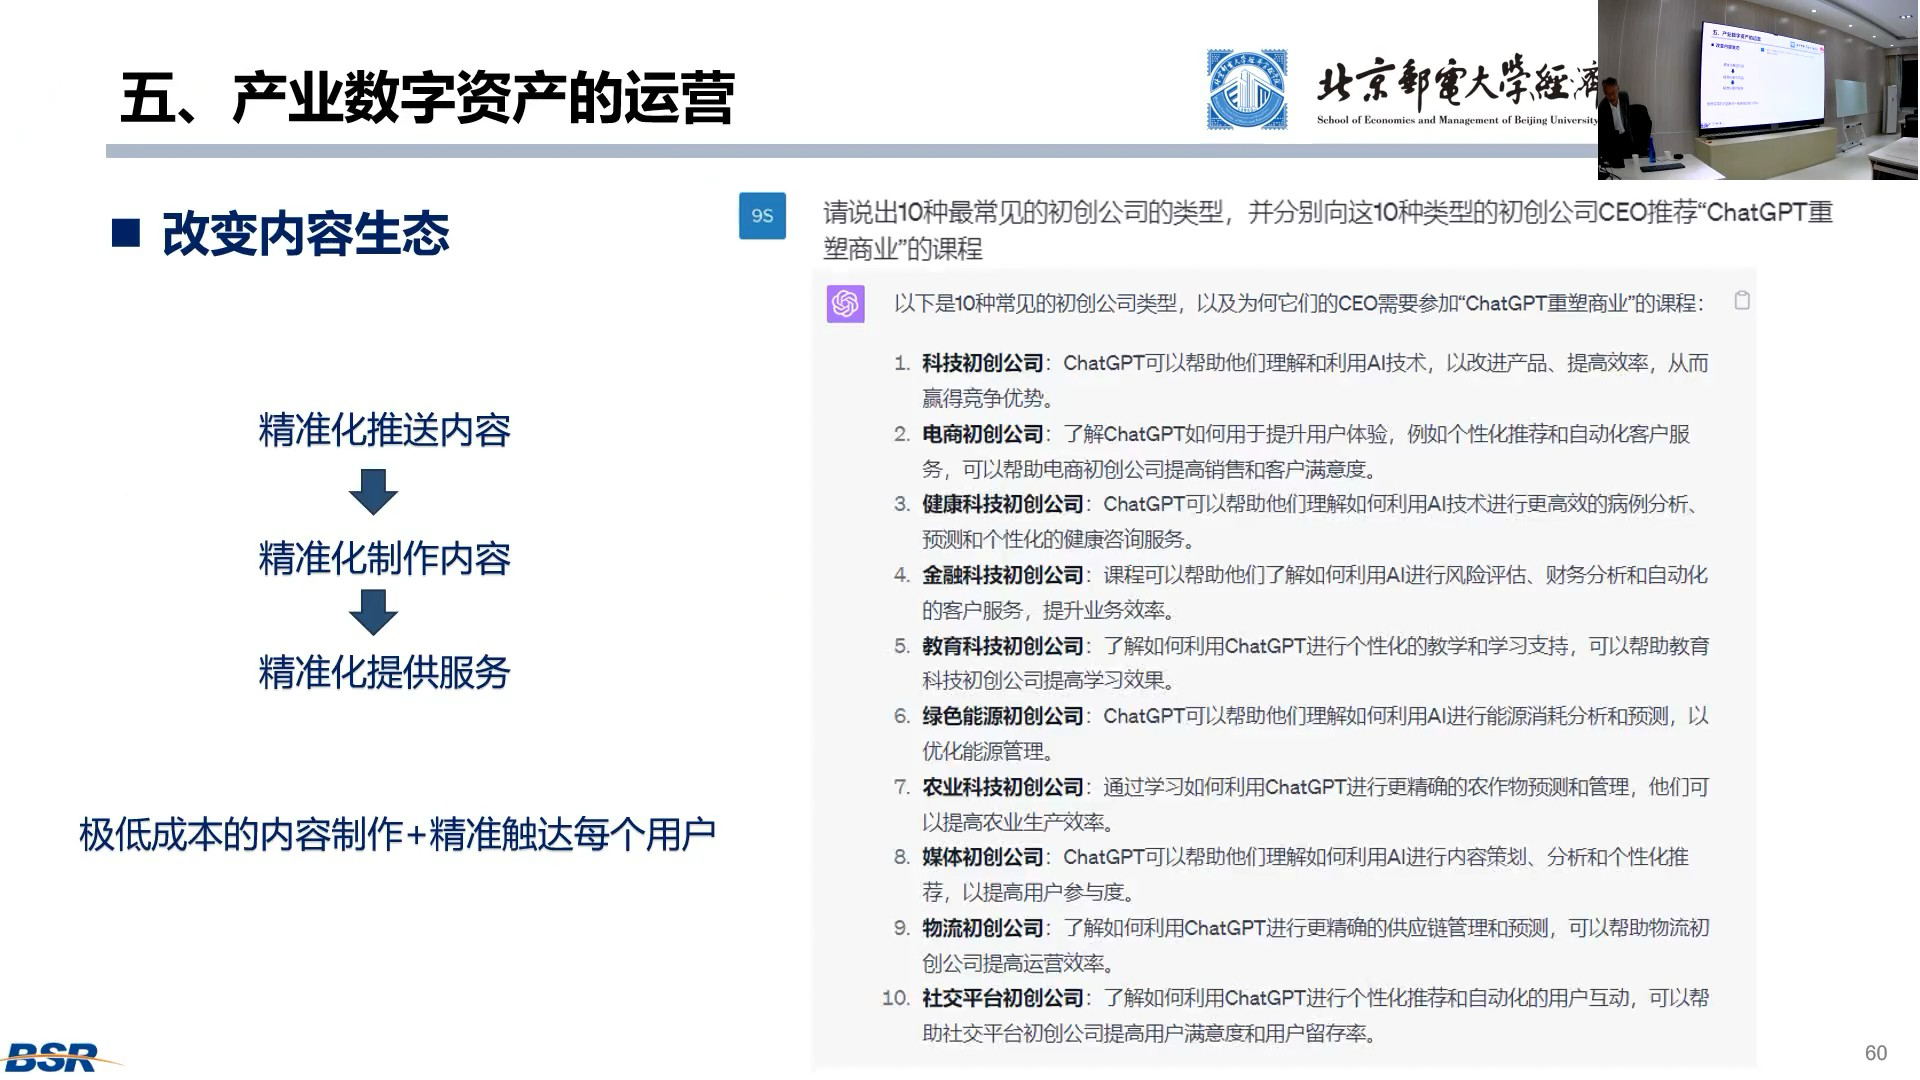 五、产业数字资产的运营
北京郵電大學經濟
School of Economics and Management of Beijing University
改变内容生态
精准化推送内容
精准化制作内容
精准化提供服务
极低成本的内容制作+精准触达每个用户
9S
请说出10种最常见的初创公司的类型，并分别向这10种类型的初创公司CEO推荐“ChatGPT重
塑商业”的课程
以下是10种常见的初创公司类型，以及为何它们的CEO需要参加“ChatGPT重塑商业”的课程：
1. 科技初创公司：ChatGPT可以帮助他们理解和利用AI技术，以改进产品、提高效率，从而
赢得竞争优势。
2. 电商初创公司：了解ChatGPT如何用于提升用户体验，例如个性化推荐和自动化客户服
务，可以帮助电商初创公司提高销售和客户满意度。
3. 健康科技初创公司：ChatGPT可以帮助他们理解如何利用AI技术进行更高效的病例分析、
预测和个性化的健康咨询服务。
4. 金融科技初创公司：课程可以帮助他们了解如何利用AI进行风险评估、财务分析和自动化
的客户服务，提升业务效率。
5. 教育科技初创公司：了解如何利用ChatGPT进行个性化的教学和学习支持，可以帮助教育
科技初创公司提高学习效果。
6. 绿色能源初创公司：ChatGPT可以帮助他们理解如何利用AI进行能源消耗分析和预测，以
优化能源管理。
7. 农业科技初创公司：通过学习如何利用ChatGPT进行更精确的农作物预测和管理，他们可
以提高农业生产效率。
8. 媒体初创公司：ChatGPT可以帮助他们理解如何利用AI进行内容策划、分析和个性化推
荐，以提高用户参与度。
9. 物流初创公司：了解如何利用ChatGPT进行更精确的供应链管理和预测，可以帮助物流初
创公司提高运营效率。
10. 社交平台初创公司：了解如何利用ChatGPT进行个性化推荐和自动化的用户互动，可以帮
助社交平台初创公司提高用户满意度和用户留存率。
BSR
60